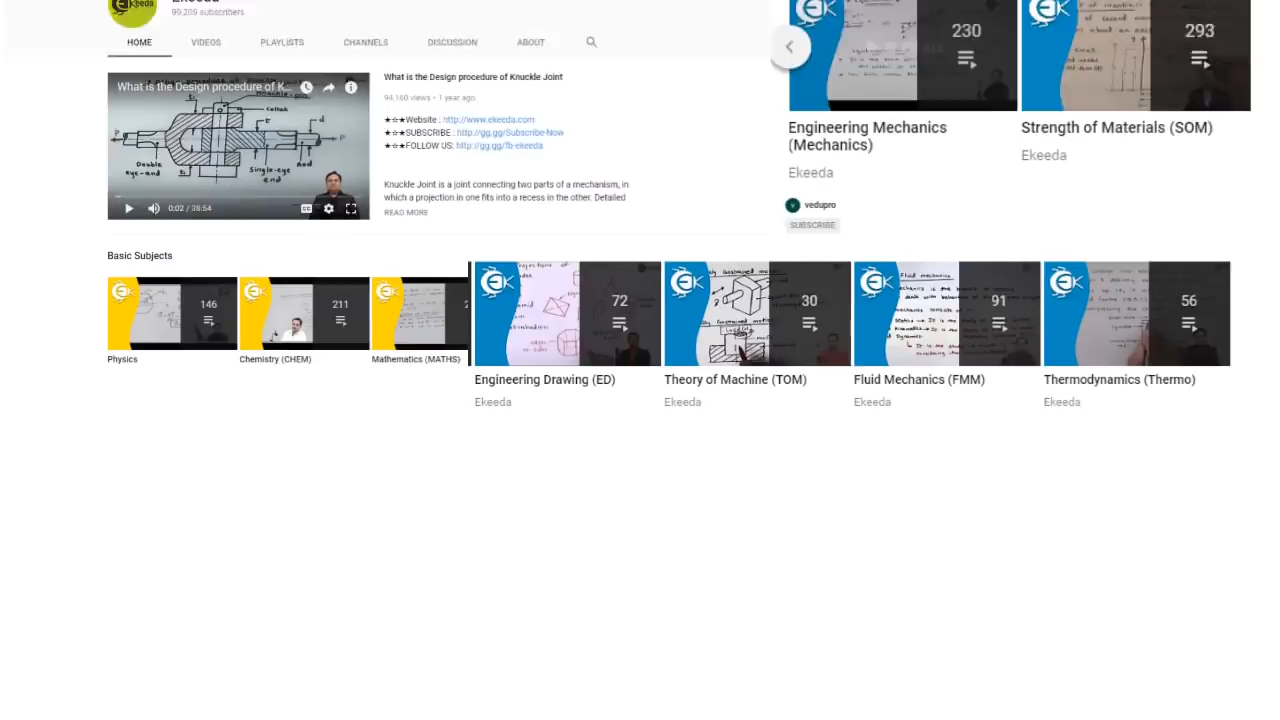 Ekeeda
99,209 subscribers
HOME VIDEOS PLAYLISTS CHANNELS DISCUSSION ABOUT
What is the Design procedure of K...
Collab
Double eye-end
Single-eye end
Rod
0:02 / 38:54
What is the Design procedure of Knuckle Joint
94,160 views • 1 year ago
★☆★Website : http://www.ekeeda.com
★☆★SUBSCRIBE : http://gg.gg/Subscribe-Now
★☆★FOLLOW US: http://gg.gg/fb-ekeeda
Knuckle Joint is a joint connecting two parts of a mechanism, in
which a projection in one fits into a recess in the other. Detailed
READ MORE
230
Engineering Mechanics
(Mechanics)
Ekeeda
293
Strength of Materials (SOM)
Ekeeda
vedupro
SUBSCRIBE
Basic Subjects
146
Physics
211
Chemistry (CHEM)
Mathematics (MATHS)
72
Engineering Drawing (ED)
Ekeeda
30
Theory of Machine (TOM)
Ekeeda
Fluid mechanics
91
Fluid Mechanics (FMM)
Ekeeda
56
Thermodynamics (Thermo)
Ekeeda